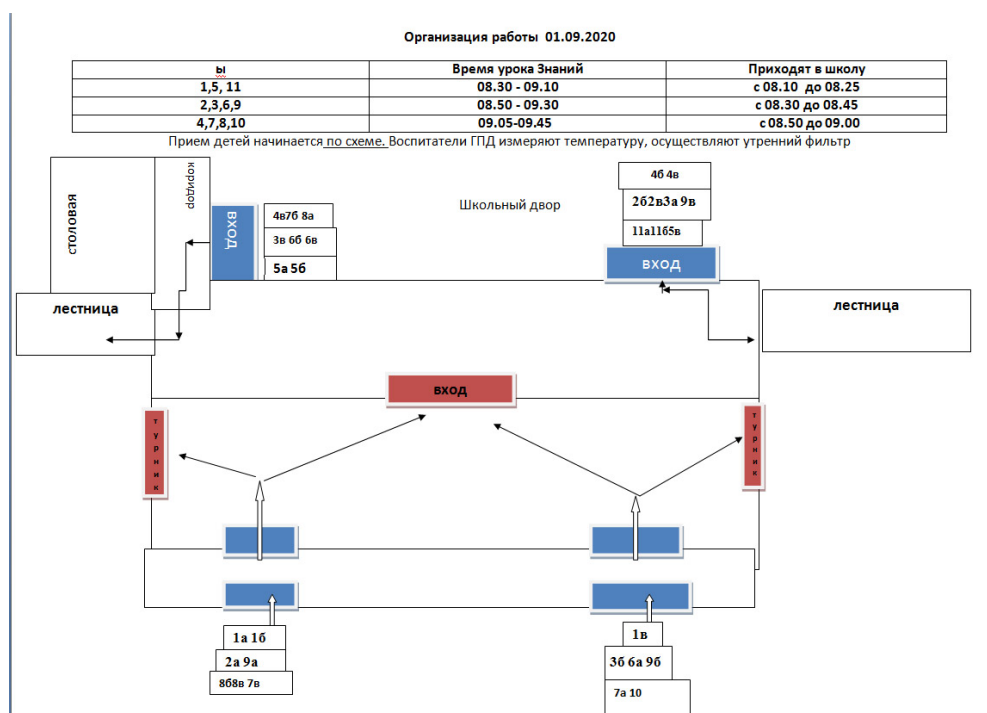 Организация работы 01.09.2020
ы Время урока Знаний Приходят в школу
1,5, 11 08.30 - 09.10 с 08.10 до 08.25
2,3,6,9 08.50 - 09.30 с 08.30 до 08.45
4,7,8,10 09.05-09.45 с 08.50 до 09.00
Прием детей начинается по схеме. Воспитатели ГПД измеряют температуру, осуществляют утренний фильтр
столовая
коридор
вход
4в7б 8а
3в 6б 6в
5а 5б
Школьный двор
4б 4в
2б2в3а 9в
11а11б5в
вход
лестница
лестница
вход
турник
турник
1а 1б
2а 9а
8б8в 7в
1в
3б 6а 9б
7а 10